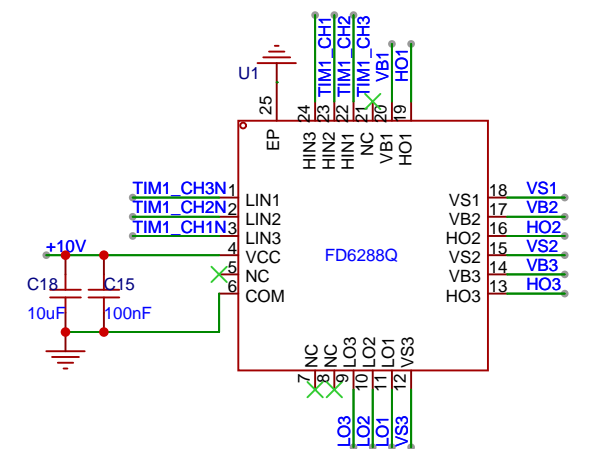 TIM1_CH1
TIM1_CH2
TIM1_CH3
VB1
HO1
U1
25
24
23
22
21
20
19
EP
HIN3
HIN2
HIN1
NC
VB1
HO1
TIM1_CH3N 1 LIN1
TIM1_CH2N 2 LIN2
TIM1_CH1N 3 LIN3
+10V 4 VCC
5 NC
6 COM
C18
10uF
C15
100nF
FD6288Q
VS1 18 VS1
VB2 17 VB2
HO2 16 HO2
VS2 15 VS2
VB3 14 VB3
HO3 13 HO3
NC
NC
LO3
LO2
LO1
VS3
7
8
9
10
11
12
LO3
LO2
LO1
VS3